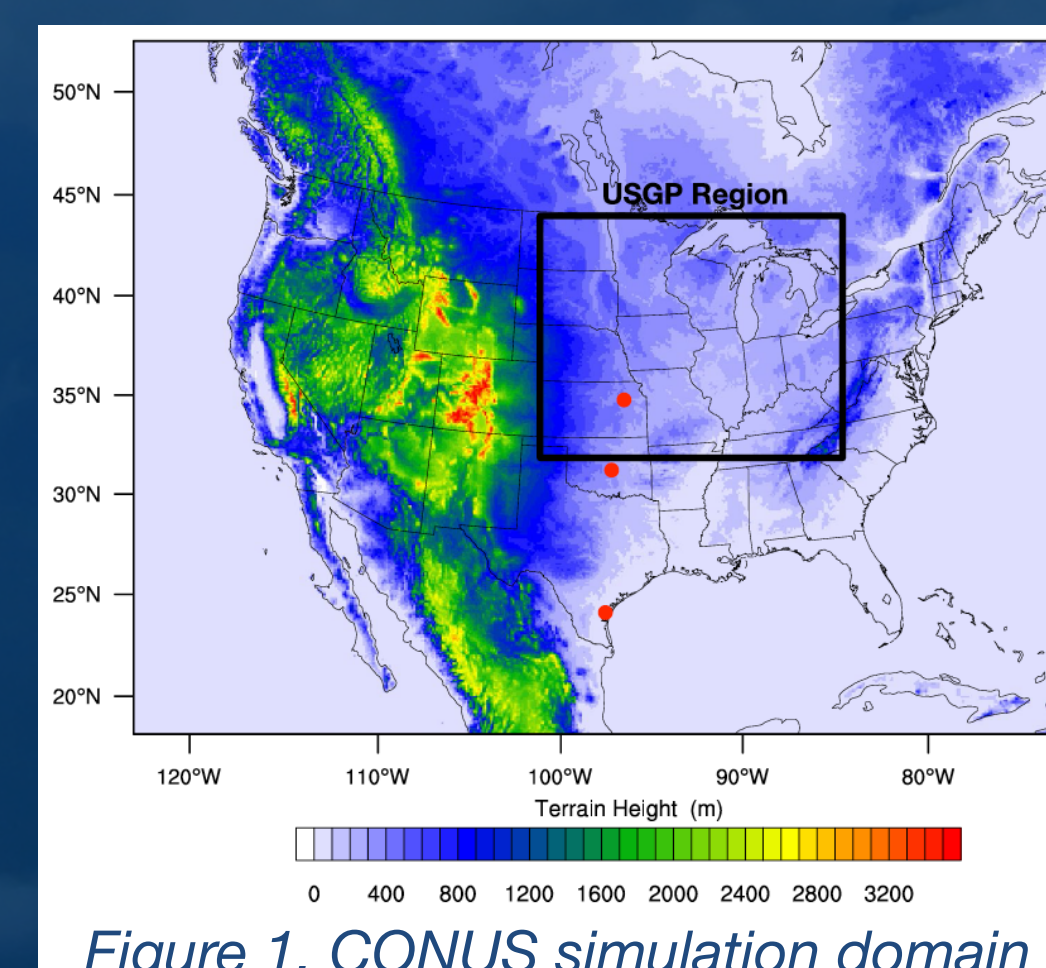 50°N
45°N
USGP Region
40°N
35°N
30°N
25°N
20°N
120°W 110°W 100°W 90°W 80°W
Terrain Height (m)
0 400 800 1200 1600 2000 2400 2800 3200
Figure 1. CONUS simulation domain